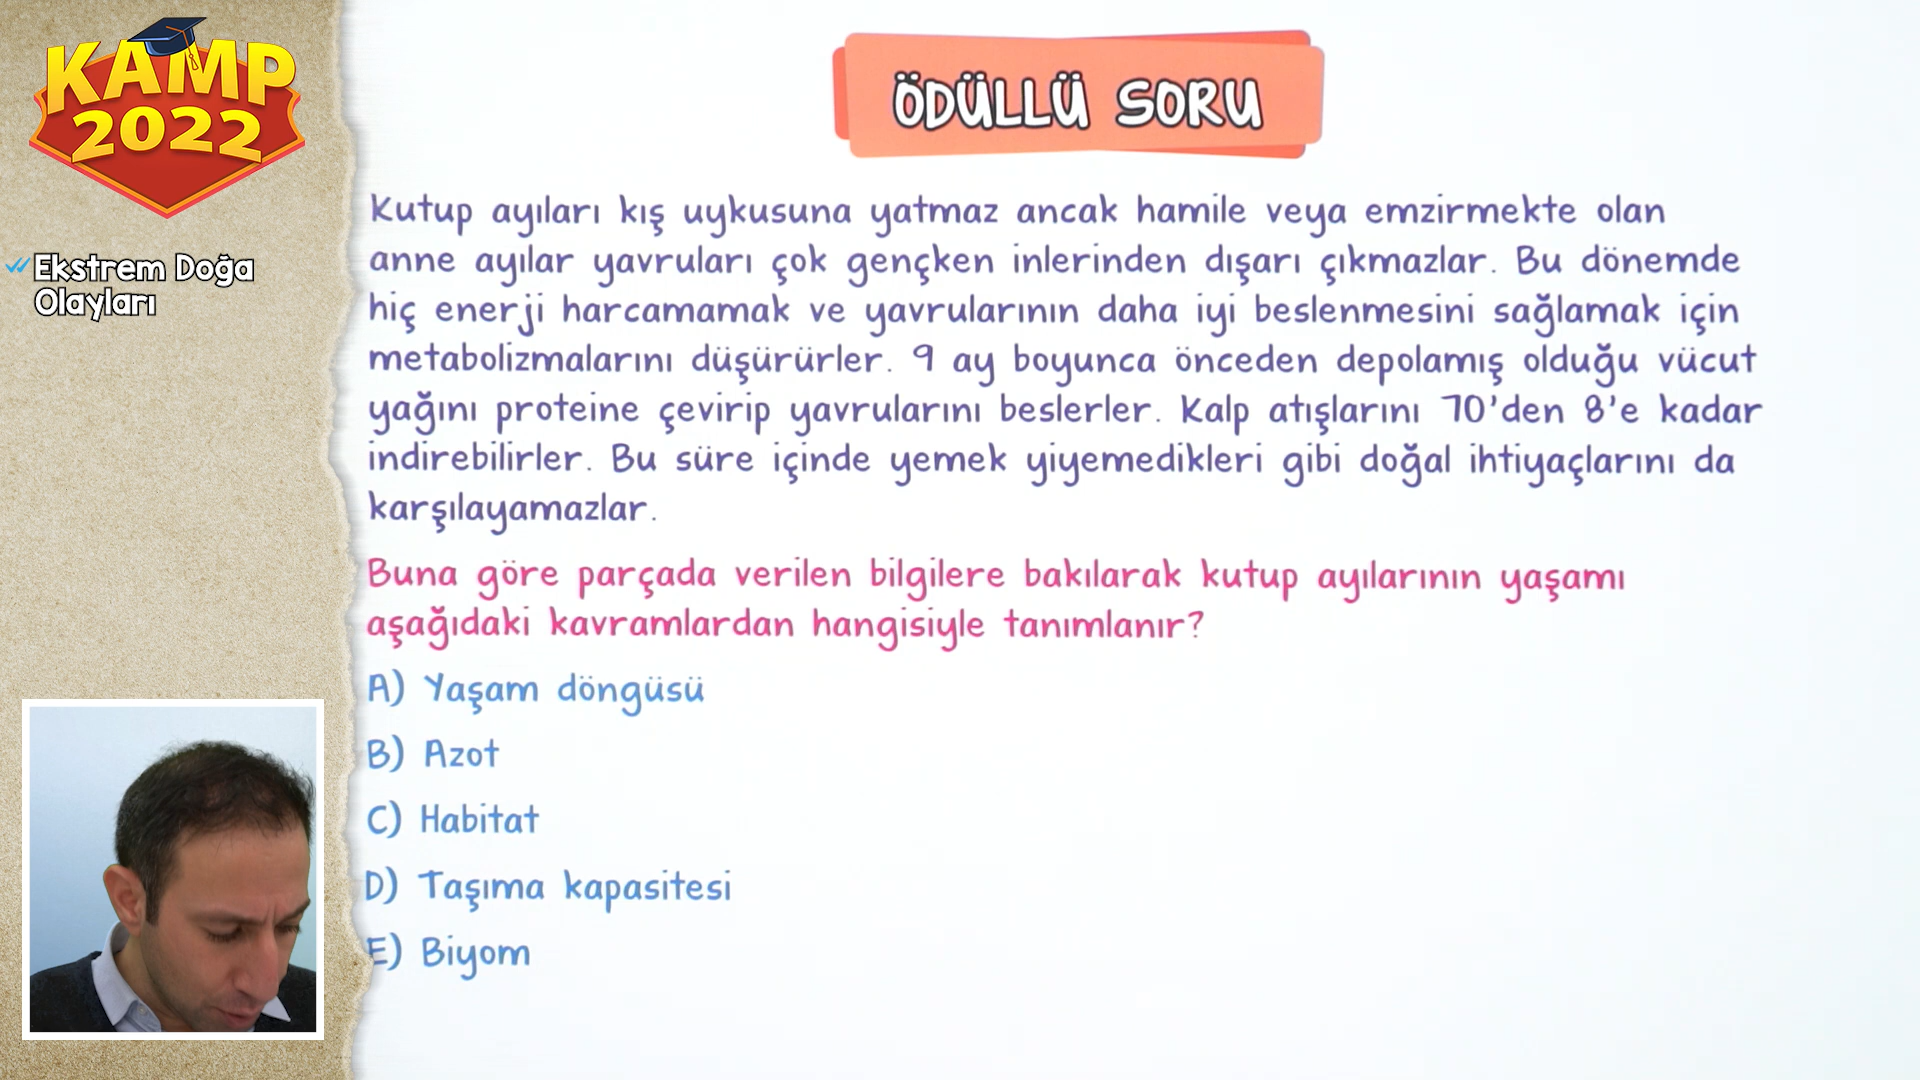 KAMP
2022
Ekstrem Doğa
Olayları
ÖDÜLLÜ SORU
Kutup ayıları kış uykusuna yatmaz ancak hamile veya emzirmekte olan
anne ayılar yavruları çok gençken inlerinden dışarı çıkmazlar. Bu dönemde
hiç enerji harcamamak ve yavrularının daha iyi beslenmesini sağlamak için
metabolizmalarını düşürürler. 9 ay boyunca önceden depolamış olduğu vücut
yağını proteine çevirip yavrularını beslerler. Kalp atışlarını 70'den 8'e kadar
indirebilirler. Bu süre içinde yemek yiyemedikleri gibi doğal ihtiyaçlarını da
karşılayamazlar.
Buna göre parçada verilen bilgilere bakılarak kutup ayılarının yaşamı
aşağıdaki kavramlardan hangisiyle tanımlanır?
A) Yaşam döngüsü
B) Azot
C) Habitat
D) Taşıma kapasitesi
E) Biyom